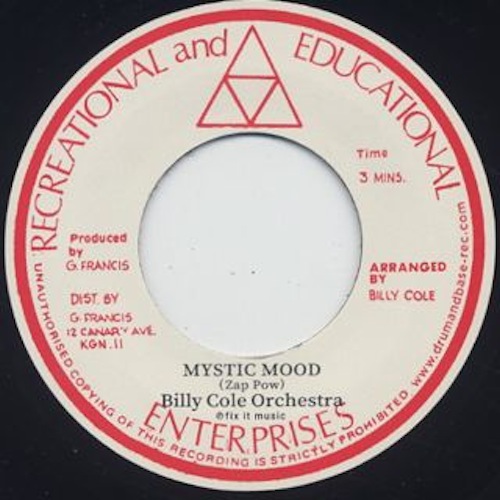 RECREATIONAL and EDUCATIONAL
Time
3 MINS.
Produced
by
G. FRANCIS
ARRANGED
BY
BILLY COLE
DIST. BY
G. FRANCIS
12 CANARY AVE.
KGN. 11
MYSTIC MOOD
(Zap Pow)
Billy Cole Orchestra
℗fix it music
ENTERPRISES
UNAUTHORISED COPYING OF THIS RECORDING IS STRICTLY PROHIBITED www.drumandbase-rec.com